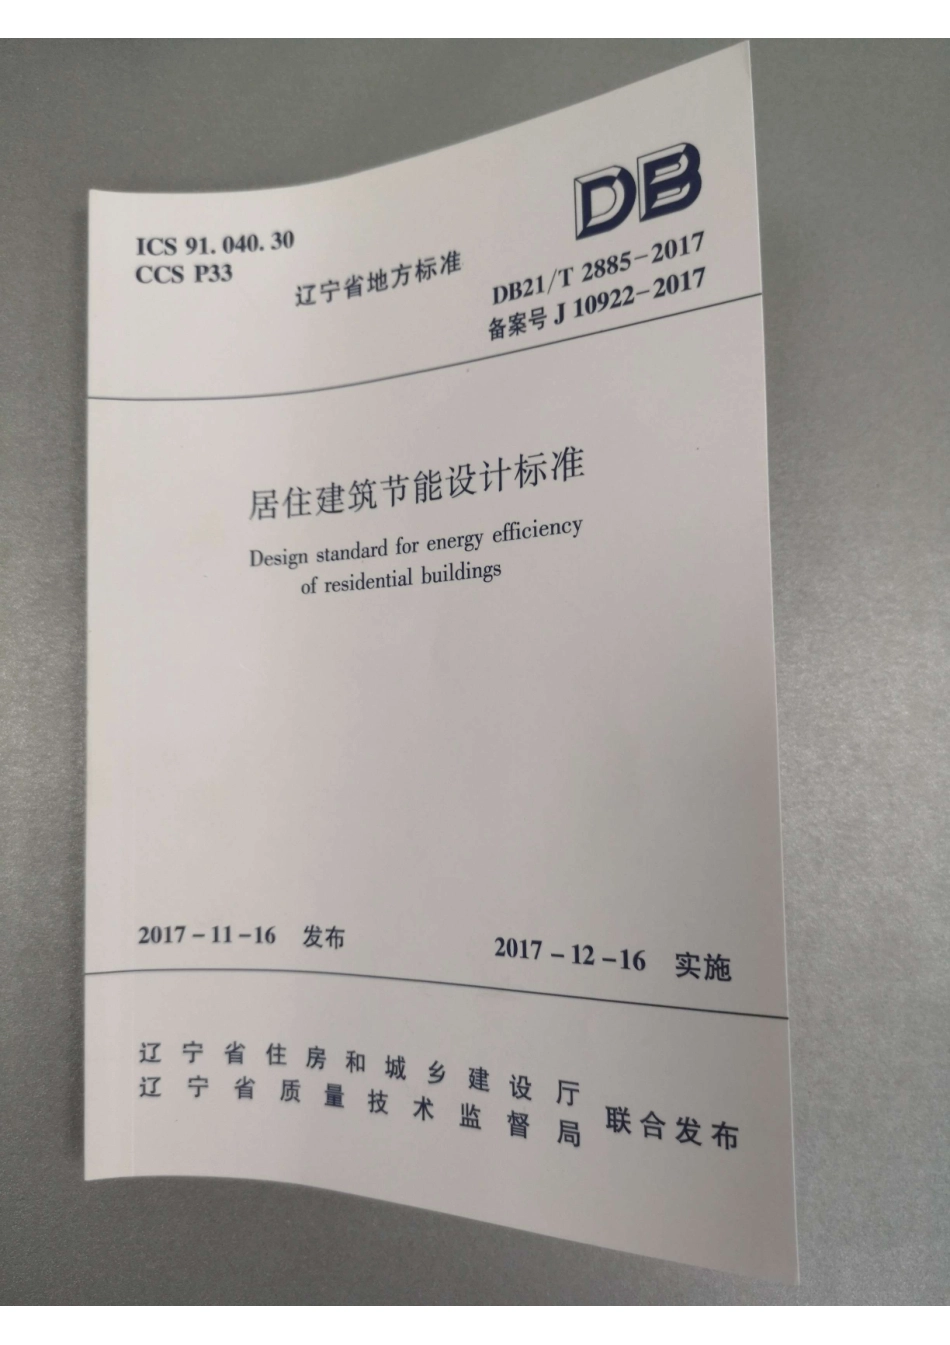 DB
ICS 91.040.30
CCS P33
辽宁省地方标准
DB21/T 2885-2017
备案号 J 10922-2017
居住建筑节能设计标准
Design standard for energy efficiency
of residential buildings
2017-11-16 发布
2017-12-16 实施
辽宁省住房和城乡建设厅
辽宁省质量技术监督局
联合发布